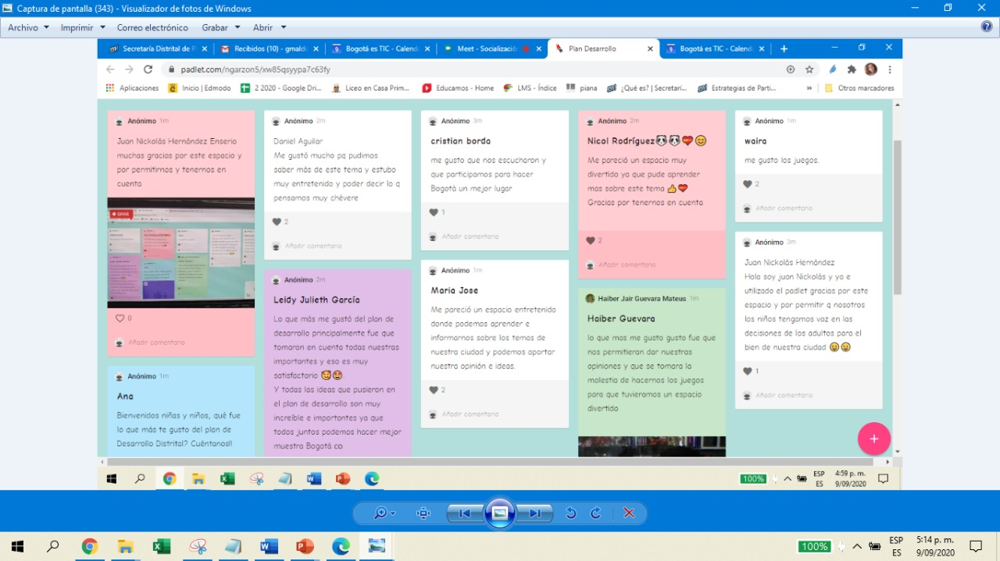 Captura de pantalla (343) - Visualizador de fotos de Windows
Archivo Imprimir Correo electrónico Grabar Abrir
Secretaría Distrital de P Recibidos (10) - gmaldo Bogotá es TIC - Calenda Meet - Socialización Plan Desarrollo Bogotá es TIC - Calend
padlet.com/ngarzon5/xw85qsyypa7c63fy
Aplicaciones Inicio | Edmodo 2 2020 - Google Dri... Liceo en Casa Prim... Educamos - Home LMS - Índice piana ¿Qué es? | Secretarí... Estrategias de Parti... » Otros marcadores
Anónimo 1m
Juan Nickolás Hernández Enserio
muchas gracias por este espacio y
por permitirnos y tenernos en
cuenta
GRAB
0
Añadir comentario
Anónimo 1m
Ana
Bienvenidos niñas y niños, qué fue
lo que más te gusto del plan de
Desarrollo Distrital? Cuéntanos!!
Anónimo 2m
Daniel Aguilar
Me gustó mucho pq pudimos
saber más de este tema y estubo
muy entretenido y poder decir lo q
pensamos muy chévere
2
Añadir comentario
Anónimo 2m
Leidy Julieth García
Lo que más me gustó del plan de
desarrollo principalmente fue que
tomaron en cuenta todas nuestras
importantes y eso es muy
satisfactorio 🥰🤩.
Y todas las ideas que pusieron en
el plan de desarrollo son muy
increíble e importantes ya que
todos juntos podemos hacer mejor
muestra Bogotá co
Anónimo 3m
cristian borda
me gusto que nos escucharon y
que participamos para hacer
Bogotá un mejor lugar
1
Añadir comentario
Anónimo 1m
Maria Jose
Me pareció un espacio entretenido
donde podemos aprender e
informarnos sobre los temas de
nuestra ciudad y podemos aportar
nuestra opinión e ideas.
2
Añadir comentario
Anónimo 2m
Nicol Rodríguez🐼🐼💝😊
Me pareció un espacio muy
divertido ya que pude aprender
mas sobre este tema 👍💝
Gracias por tenernos en cuenta
2
Añadir comentario
Haiber Jair Guevara Mateus 1m
Haiber Guevara
lo que mas me gusto gusto fue que
nos permitieran dar nuestras
opiniones y que se tomara la
molestia de hacernos los juegos
para que tuvieramos un espacio
divertido
Anónimo 1m
waira
me gusto los juegos.
2
Añadir comentario
Anónimo 3m
Juan Nickolás Hernández
Hola soy juan Nickolás y ya e
utilizado el padlet gracias por este
espacio y por permitir q nosotros
los niños tengamos voz en las
decisiones de los adultos para el
bien de nuestra ciudad 😉😉
1
Añadir comentario
100% ESP ES 4:59 p. m. 9/09/2020
100% ESP ES 5:14 p. m. 9/09/2020